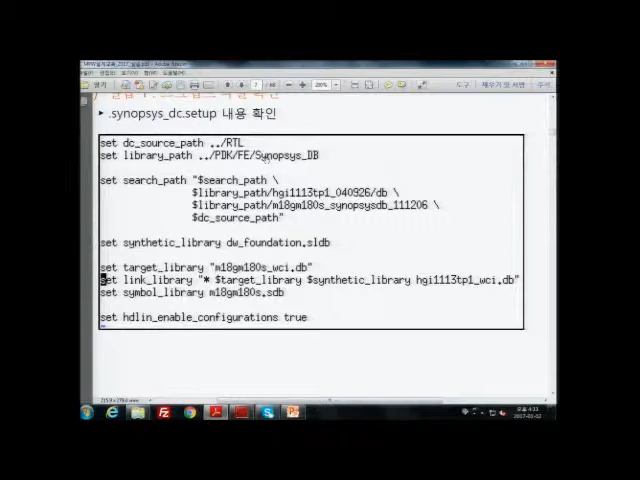 ▸ .synopsys_dc.setup 내용 확인
set dc_source_path ../RTL
set library_path ../PDK/FE/Synopsys_DB
set search_path "$search_path \
$library_path/hgi1113tp1_040926/db \
$library_path/m18gm180s_synopsysdb_111206 \
$dc_source_path"
set synthetic_library dw_foundation.sldb
set target_library "m18gm180s_wci.db"
set link_library "* $target_library $synthetic_library hgi1113tp1_wci.db"
set symbol_library m18gm180s.sdb
set hdlin_enable_configurations true